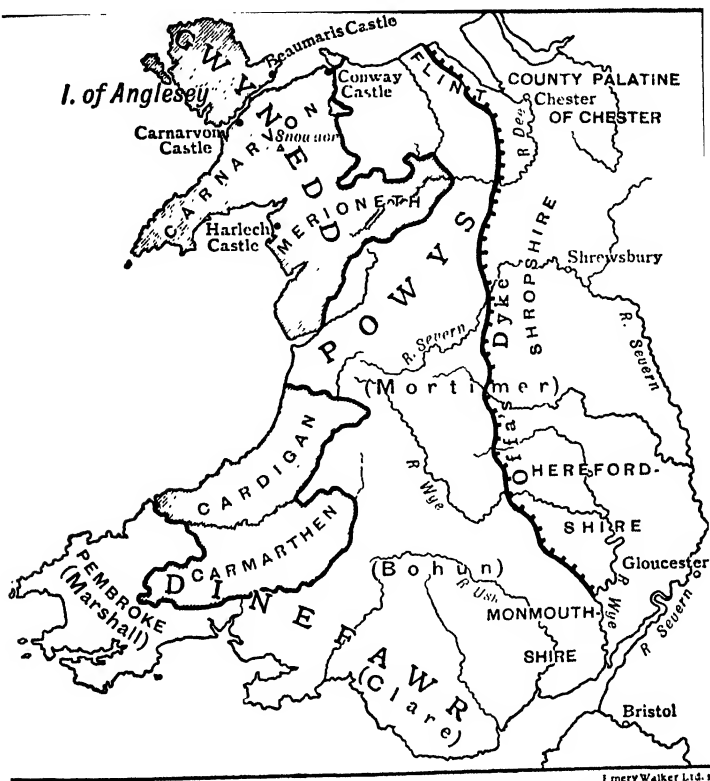 Beaumaris Castle
GWYNEDD
I. of Anglesey
Conway
Castle
FLINT
COUNTY PALATINE
OF CHESTER
Chester
R Dee
Carnarvon
Castle
CARNARVON
MERIONETH
Harlech
Castle
POWYS
SHROPSHIRE
Shrewsbury
Offa's Dyke
R. Severn
R. Severn
(Mortimer)
CARDIGAN
R Wye
HEREFORD-
SHIRE
CARMARTHEN
PEMBROKE
(Marshall)
DINEFAWR
(Bohun)
R Usk
Gloucester
R Wye
MONMOUTH-
SHIRE
R Severn
(Clare)
Bristol
Emery Walker Ltd.